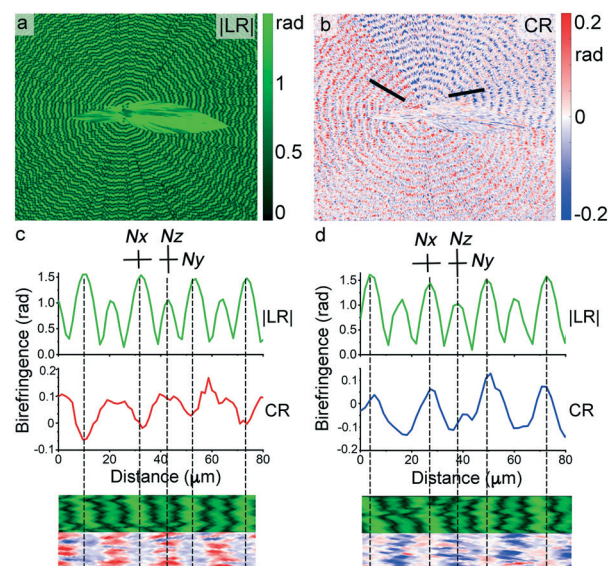 a
|LR|
rad
1
0.5
0
b
CR
0.2
rad
0
-0.2
c
Nx
Nz
Ny
1.5
1.0
0.5
0.0
|LR|
0.2
0.1
0
-0.1
CR
Birefringence (rad)
0
20
40
60
80
Distance (μm)
d
Nx
Nz
Ny
1.5
1.0
0.5
0.0
|LR|
0.1
0
-0.1
-0.2
CR
Birefringence (rad)
0
20
40
60
80
Distance (μm)